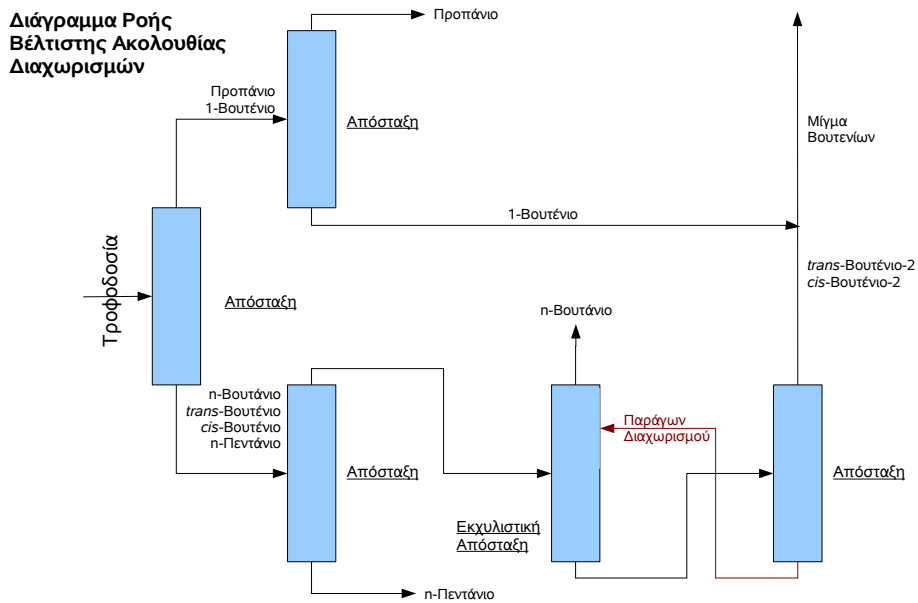 Διάγραμμα Ροής
Βέλτιστης Ακολουθίας
Διαχωρισμών
Προπάνιο
Προπάνιο
1-Βουτένιο
Απόσταξη
Μίγμα
Βουτενίων
1-Βουτένιο
Τροφοδοσία
Απόσταξη
trans-Βουτένιο-2
cis-Βουτένιο-2
n-Βουτάνιο
n-Βουτάνιο
trans-Βουτένιο
cis-Βουτένιο
n-Πεντάνιο
Παράγων
Διαχωρισμού
Απόσταξη
Απόσταξη
Εκχυλιστική
Απόσταξη
n-Πεντάνιο